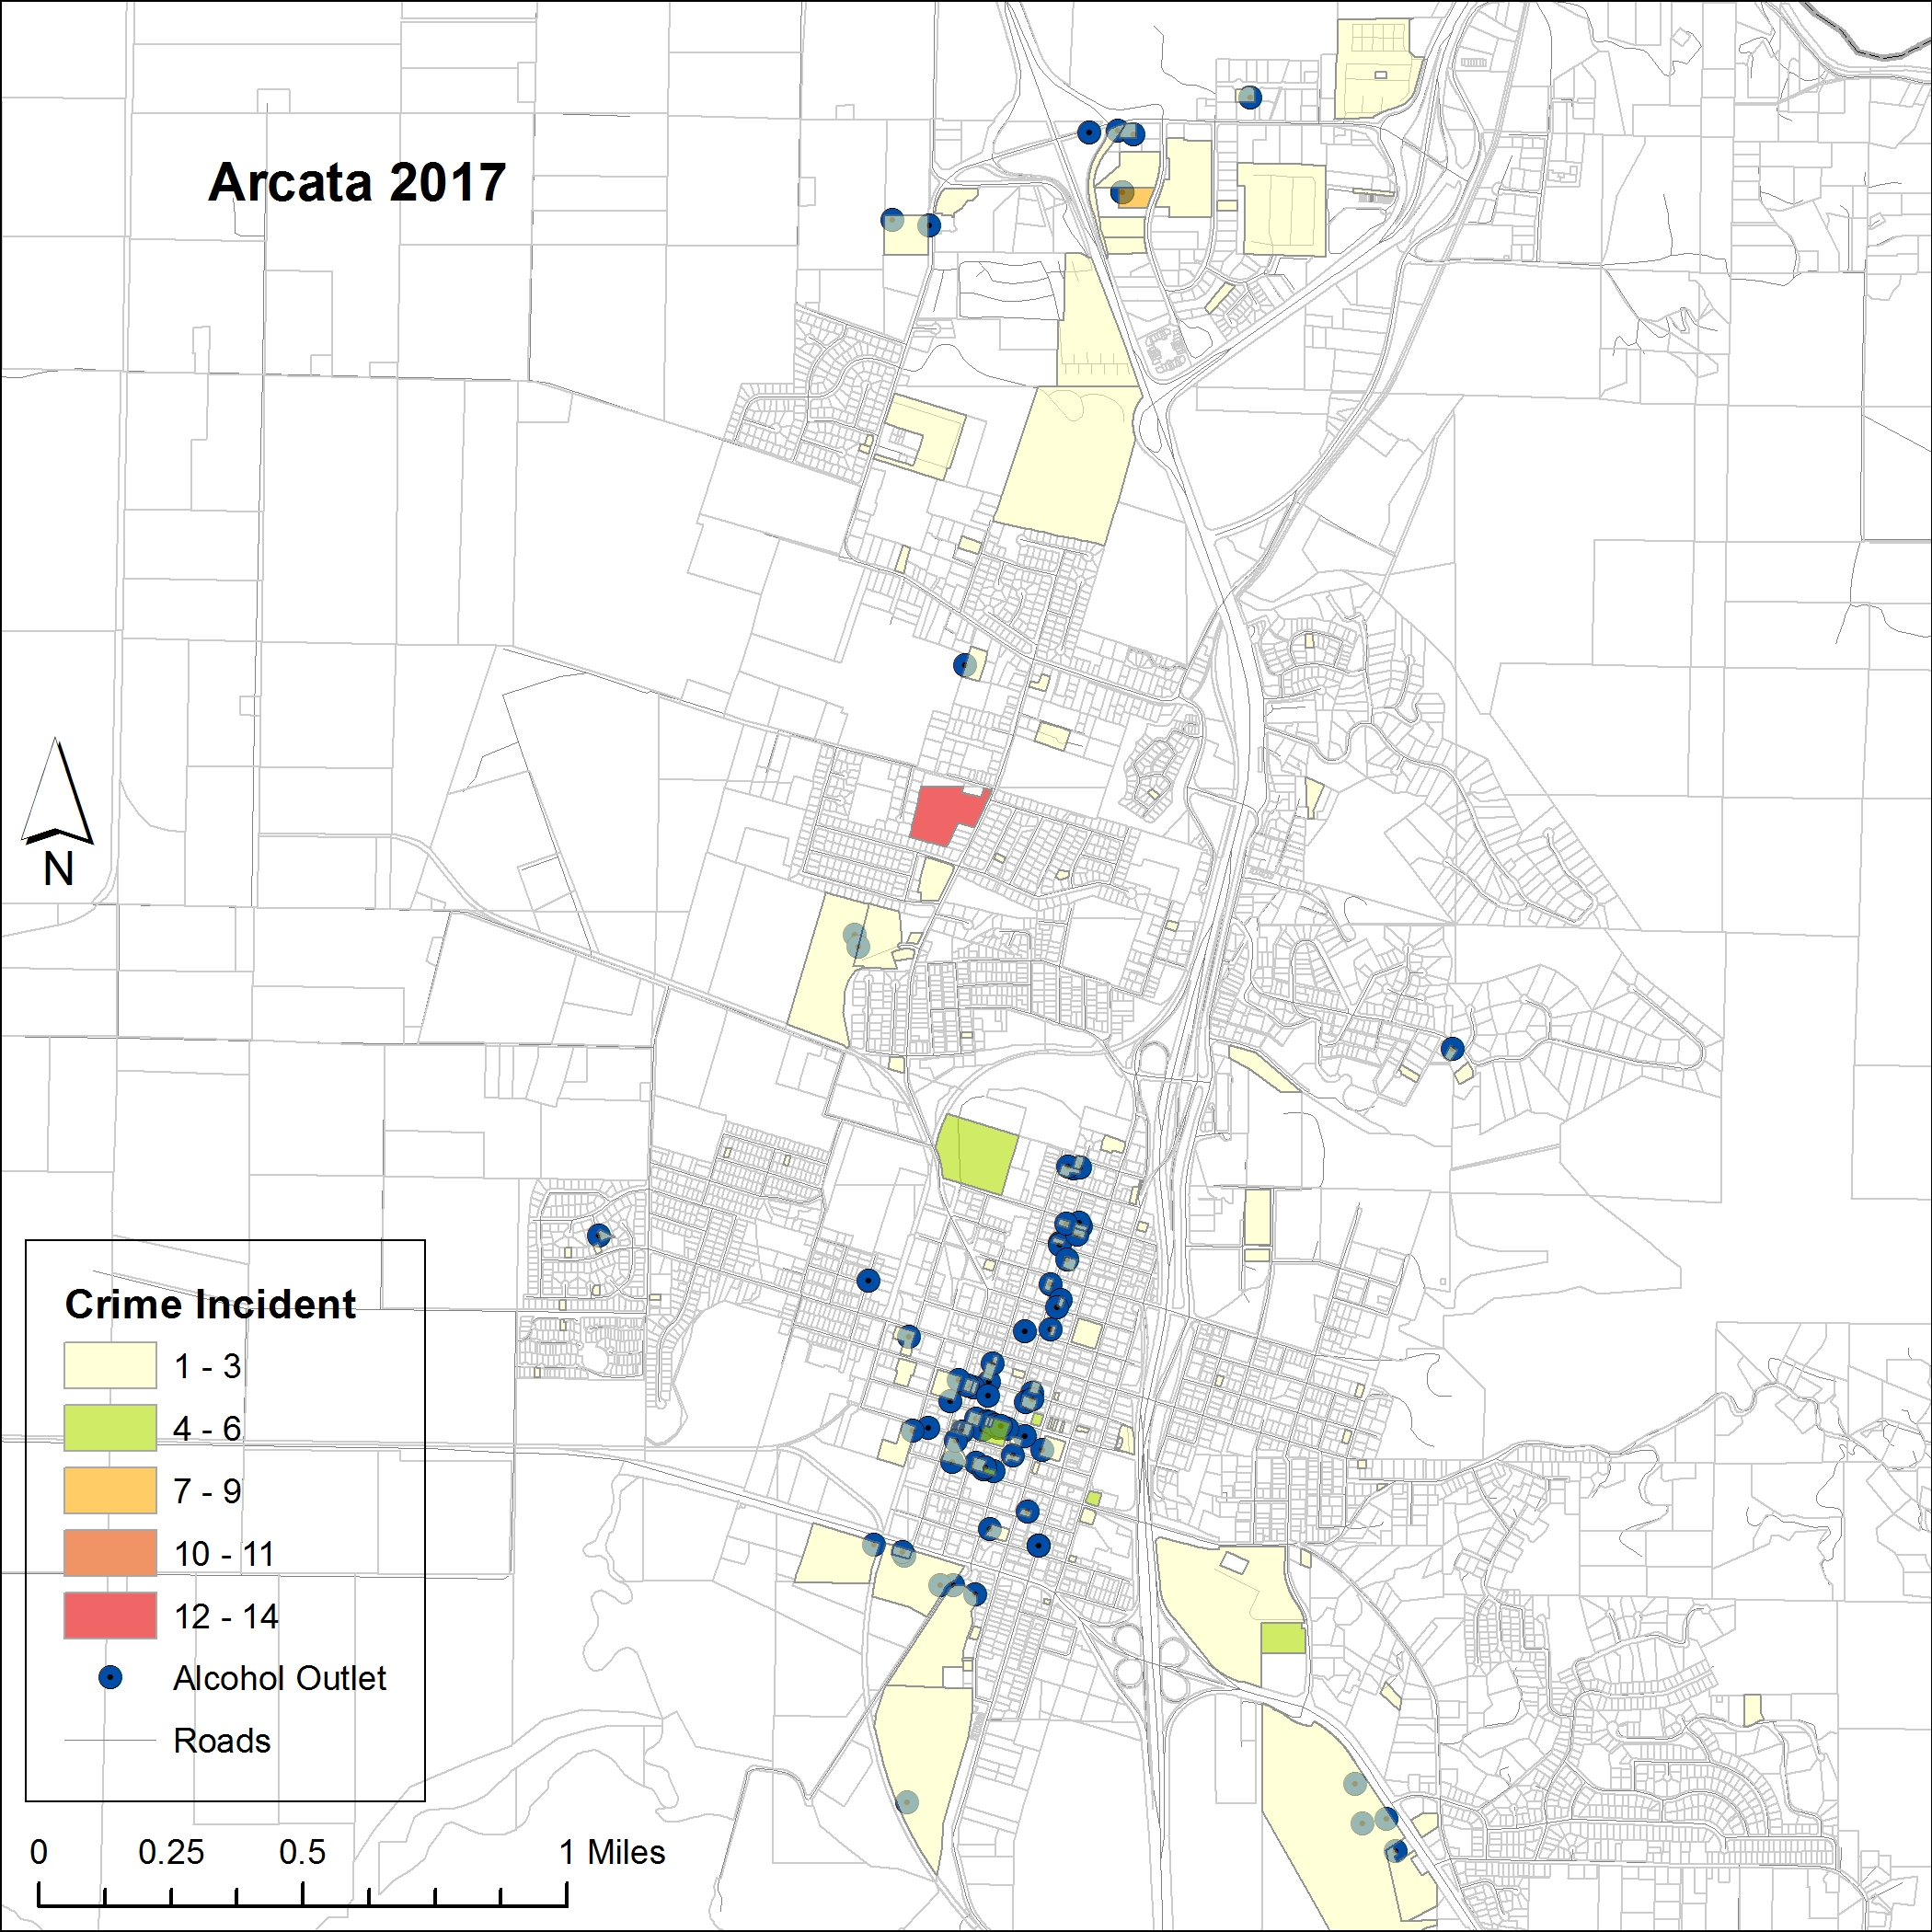 Arcata 2017
N
Crime Incident
1 - 3
4 - 6
7 - 9
10 - 11
12 - 14
Alcohol Outlet
Roads
0 0.25 0.5 1 Miles